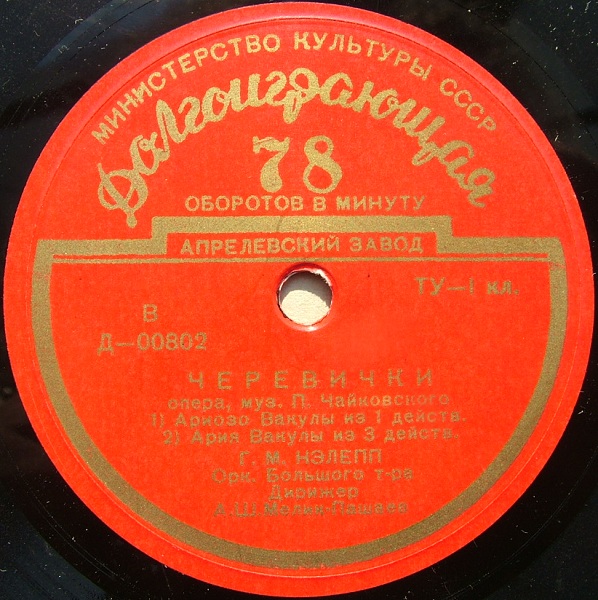 МИНИСТЕРСТВО КУЛЬТУРЫ СССР
Долгоиграющая
78
ОБОРОТОВ В МИНУТУ
АПРЕЛЕВСКИЙ ЗАВОД
ТУ—1 кл.
В
Д—00802
ЧЕРЕВИЧКИ
опера, муз. П. Чайковского
1) Ариозо Вакулы из 1 действ.
2) Ария Вакулы из 3 действ.
Г. М. НЭЛЕПП
Орк. Большого т-ра
Дирижер
А.Ш.Мелик-Пашаев